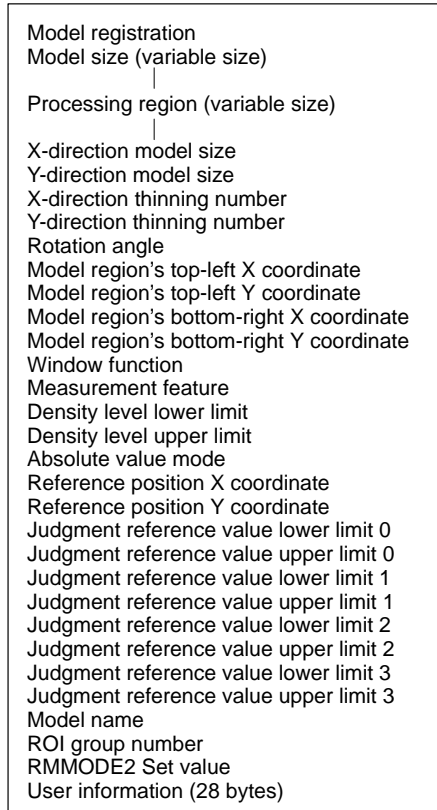 Model registration
Model size (variable size)
Processing region (variable size)
X-direction model size
Y-direction model size
X-direction thinning number
Y-direction thinning number
Rotation angle
Model region's top-left X coordinate
Model region's top-left Y coordinate
Model region's bottom-right X coordinate
Model region's bottom-right Y coordinate
Window function
Measurement feature
Density level lower limit
Density level upper limit
Absolute value mode
Reference position X coordinate
Reference position Y coordinate
Judgment reference value lower limit 0
Judgment reference value upper limit 0
Judgment reference value lower limit 1
Judgment reference value upper limit 1
Judgment reference value lower limit 2
Judgment reference value upper limit 2
Judgment reference value lower limit 3
Judgment reference value upper limit 3
Model name
ROI group number
RMMODE2 Set value
User information (28 bytes)